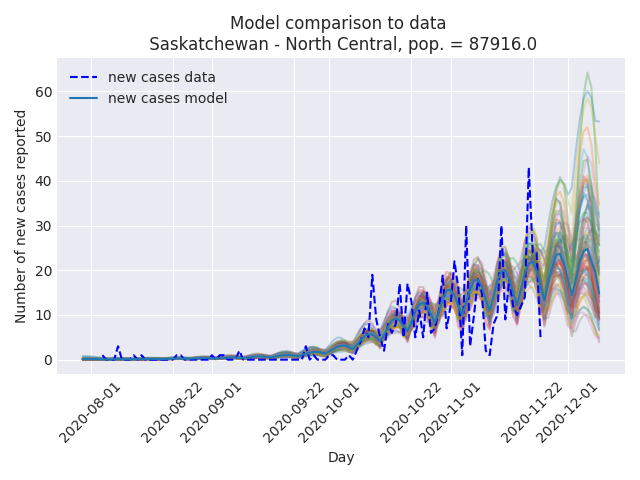 Model comparison to data
Saskatchewan - North Central, pop. = 87916.0
new cases data
new cases model
Number of new cases reported
60
50
40
30
20
10
0
2020-08-01
2020-08-22
2020-09-01
2020-09-22
2020-10-01
2020-10-22
2020-11-01
2020-11-22
2020-12-01
Day